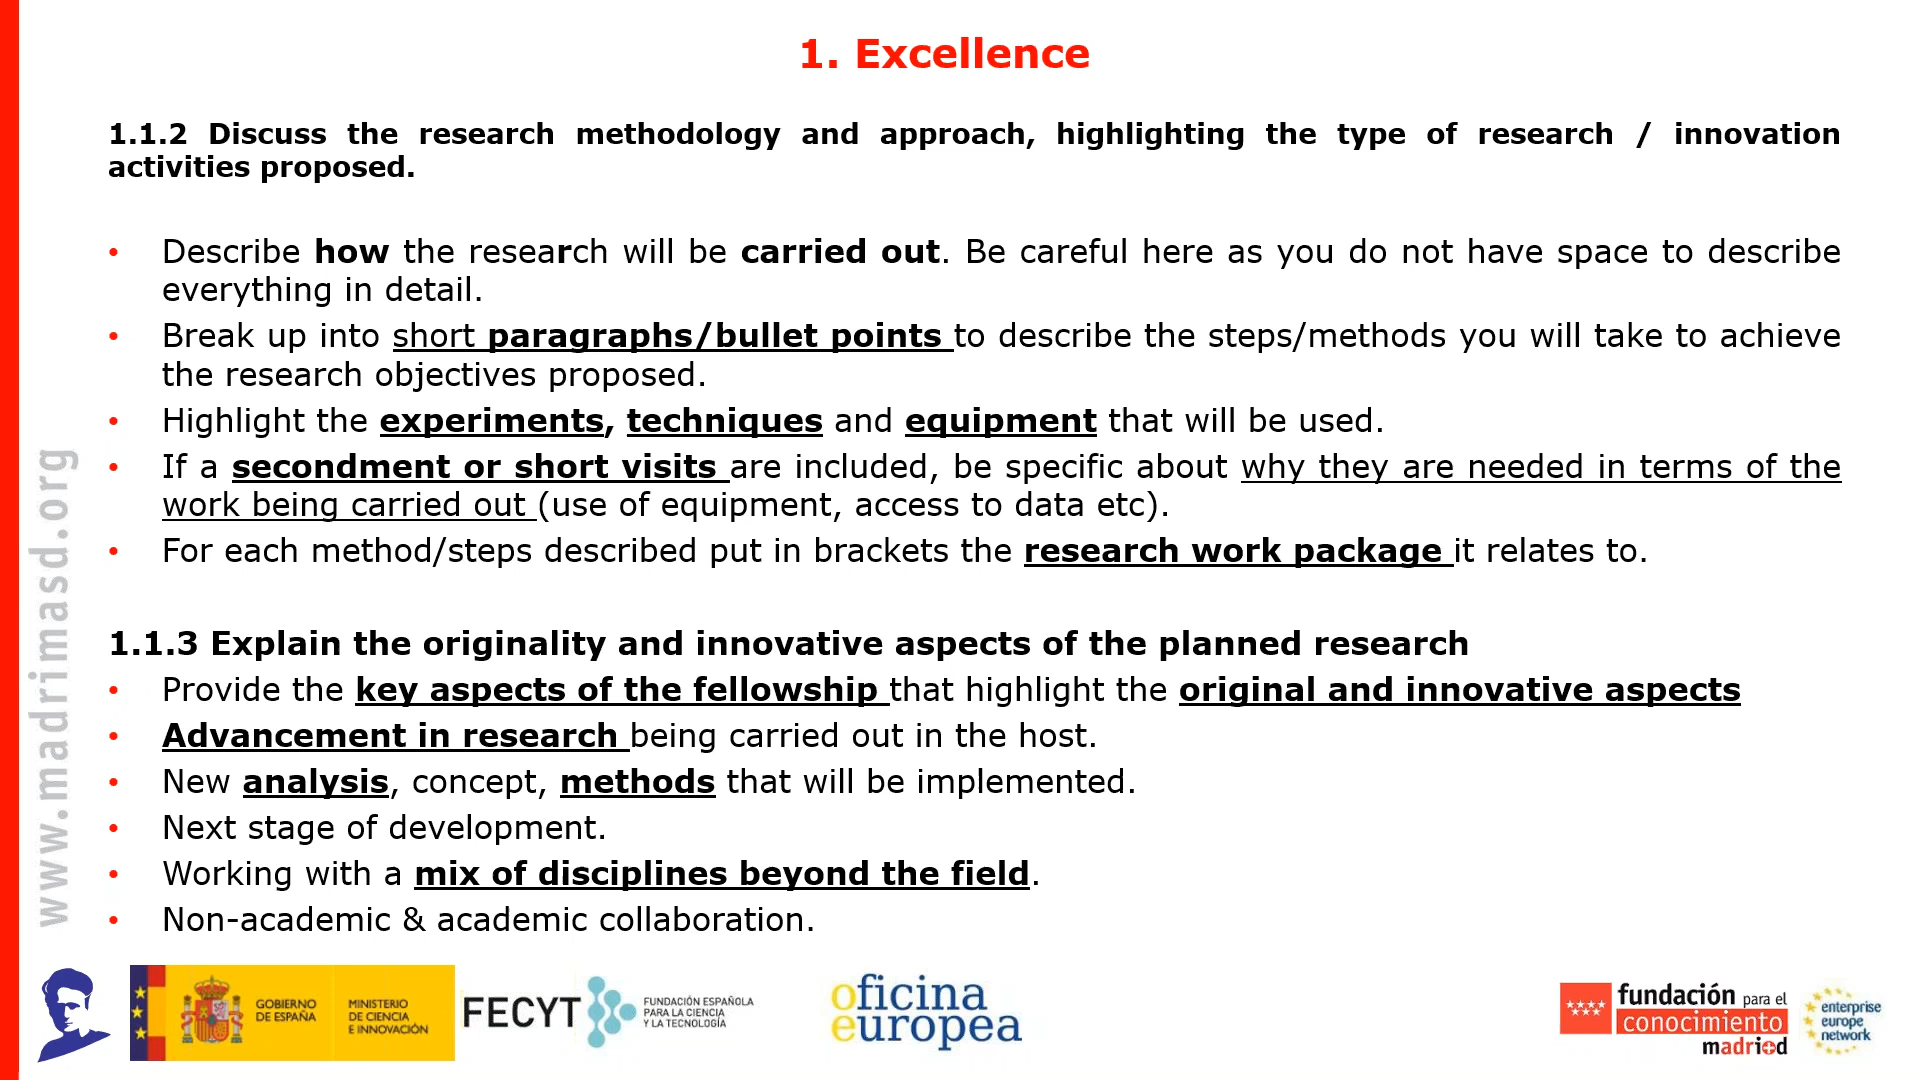 1. Excellence
1.1.2 Discuss the research methodology and approach, highlighting the type of research / innovation
activities proposed.
• Describe how the research will be carried out. Be careful here as you do not have space to describe
everything in detail.
• Break up into short paragraphs/bullet points to describe the steps/methods you will take to achieve
the research objectives proposed.
• Highlight the experiments, techniques and equipment that will be used.
• If a secondment or short visits are included, be specific about why they are needed in terms of the
work being carried out (use of equipment, access to data etc).
• For each method/steps described put in brackets the research work package it relates to.
1.1.3 Explain the originality and innovative aspects of the planned research
• Provide the key aspects of the fellowship that highlight the original and innovative aspects
• Advancement in research being carried out in the host.
• New analysis, concept, methods that will be implemented.
• Next stage of development.
• Working with a mix of disciplines beyond the field.
• Non-academic & academic collaboration.
www.madrimasd.org
GOBIERNO
DE ESPAÑA
MINISTERIO
DE CIENCIA
E INNOVACIÓN
FECYT
FUNDACIÓN ESPAÑOLA
PARA LA CIENCIA
Y LA TECNOLOGÍA
oficina
europea
fundación para el
conocimiento
madri+d
enterprise
europe
network